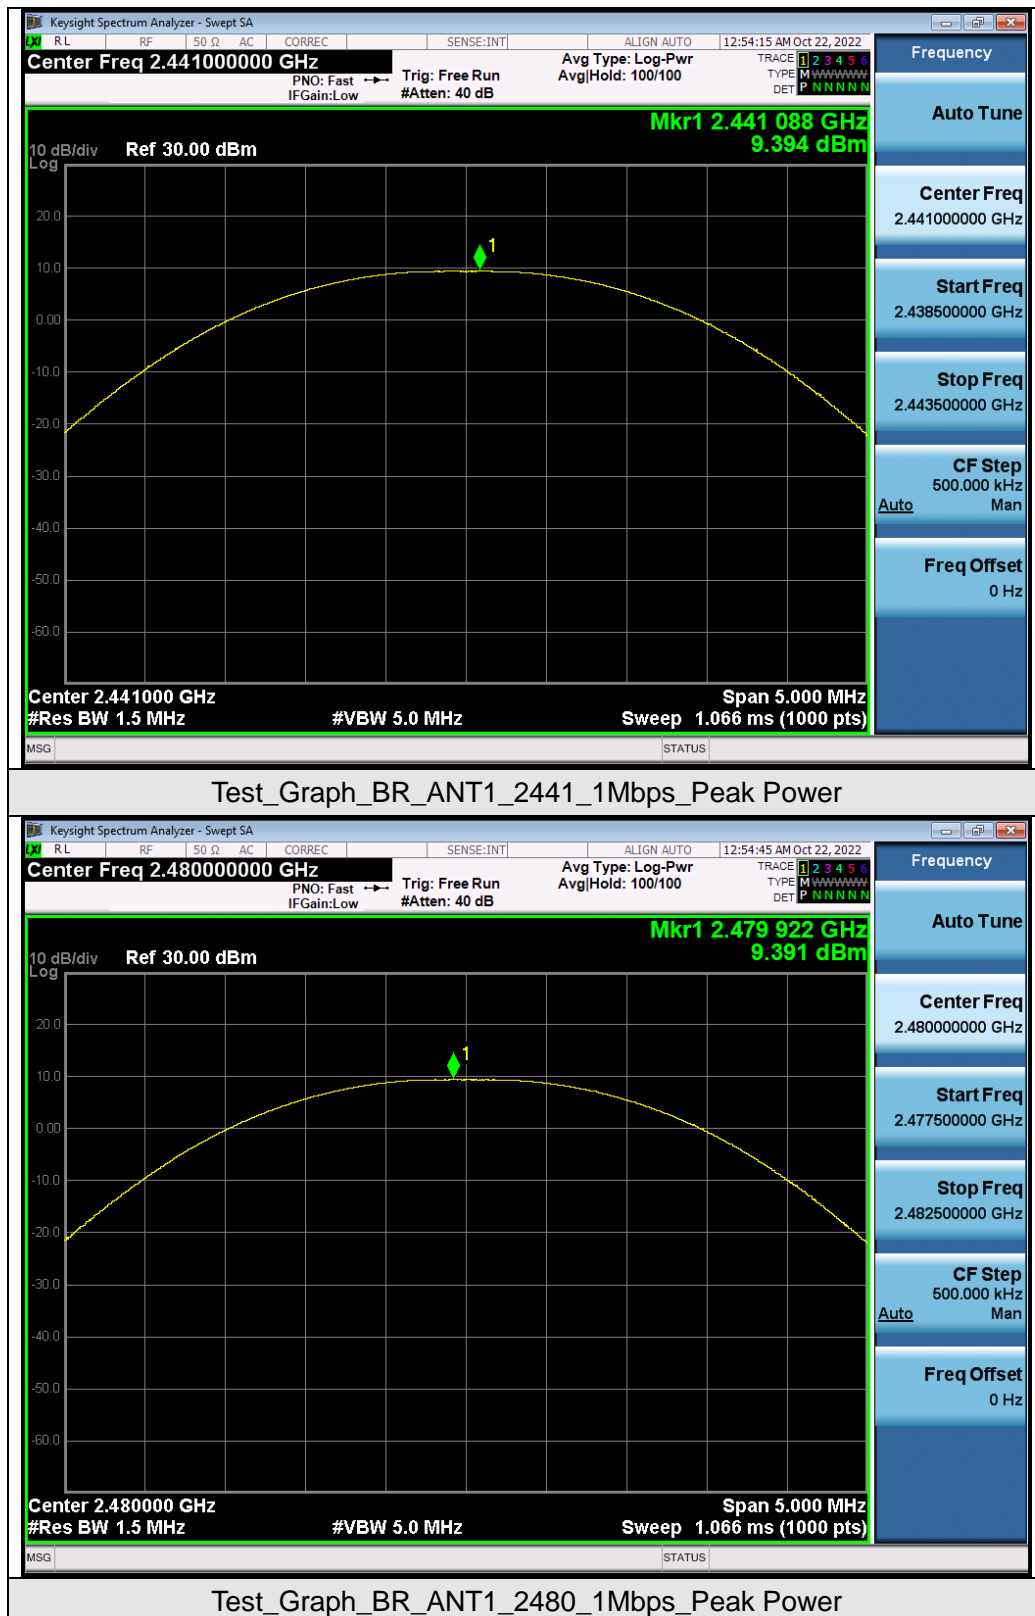 Keysight Spectrum Analyzer - Swept SA
LXI RL RF 50 Ω AC CORREC SENSE:INT ALIGN AUTO 12:54:15 AM Oct 22, 2022
Center Freq 2.441000000 GHz
PNO: Fast
IFGain:Low
Trig: Free Run
#Atten: 40 dB
Avg Type: Log-Pwr
Avg|Hold: 100/100
TRACE 1 2 3 4 5 6
TYPE M WWWWW
DET P N N N N N
Mkr1 2.441 088 GHz
9.394 dBm
10 dB/div Ref 30.00 dBm
Log
20.0
1
10.0
0.00
-10.0
-20.0
-30.0
-40.0
-50.0
-60.0
Center 2.441000 GHz Span 5.000 MHz
#Res BW 1.5 MHz #VBW 5.0 MHz Sweep 1.066 ms (1000 pts)
MSG STATUS
Frequency
Auto Tune
Center Freq
2.441000000 GHz
Start Freq
2.438500000 GHz
Stop Freq
2.443500000 GHz
CF Step
500.000 kHz
Auto Man
Freq Offset
0 Hz
Test_Graph_BR_ANT1_2441_1Mbps_Peak Power
Keysight Spectrum Analyzer - Swept SA
LXI RL RF 50 Ω AC CORREC SENSE:INT ALIGN AUTO 12:54:45 AM Oct 22, 2022
Center Freq 2.480000000 GHz
PNO: Fast
IFGain:Low
Trig: Free Run
#Atten: 40 dB
Avg Type: Log-Pwr
Avg|Hold: 100/100
TRACE 1 2 3 4 5 6
TYPE M WWWWW
DET P N N N N N
Mkr1 2.479 922 GHz
9.391 dBm
10 dB/div Ref 30.00 dBm
Log
20.0
1
10.0
0.00
-10.0
-20.0
-30.0
-40.0
-50.0
-60.0
Center 2.480000 GHz Span 5.000 MHz
#Res BW 1.5 MHz #VBW 5.0 MHz Sweep 1.066 ms (1000 pts)
MSG STATUS
Frequency
Auto Tune
Center Freq
2.480000000 GHz
Start Freq
2.477500000 GHz
Stop Freq
2.482500000 GHz
CF Step
500.000 kHz
Auto Man
Freq Offset
0 Hz
Test_Graph_BR_ANT1_2480_1Mbps_Peak Power